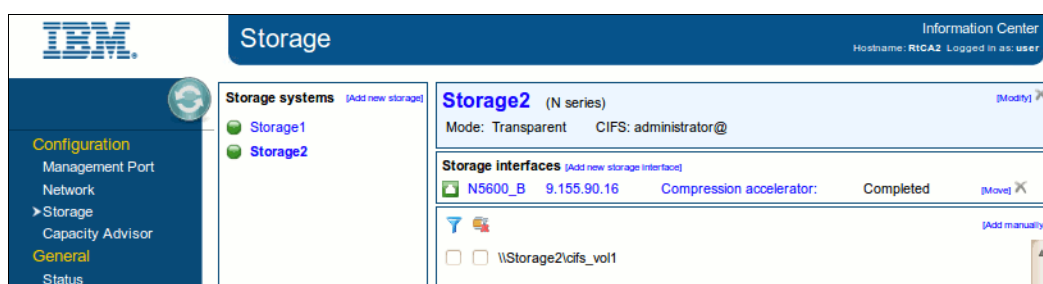 IBM.
Storage
Information Center
Hostname: RtCA2 Logged in as: user
Configuration
Management Port
Network
Storage
Capacity Advisor
General
Status
Storage systems [Add new storage]
Storage1
Storage2
Storage2 (N series) [Modify]
Mode: Transparent CIFS: administrator@
Storage interfaces [Add new storage interface]
N5600_B 9.155.90.16 Compression accelerator: Completed [Move]
[Add manually
\\Storage2\cifs_vol1